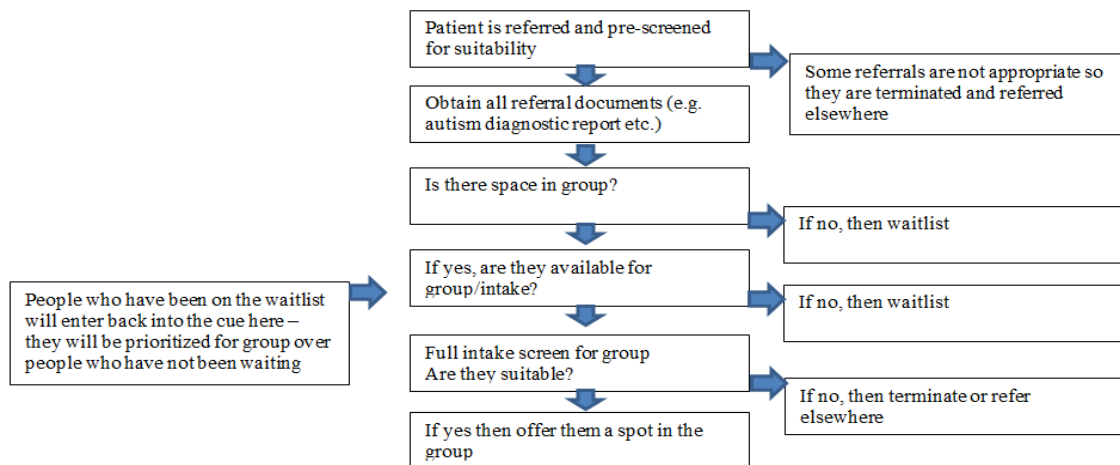 Patient is referred and pre-screened
for suitability
Some referrals are not appropriate so
they are terminated and referred
elsewhere
Obtain all referral documents (e.g.
autism diagnostic report etc.)
Is there space in group?
If no, then waitlist
If yes, are they available for
group/intake?
People who have been on the waitlist
will enter back into the cue here –
they will be prioritized for group over
people who have not been waiting
If no, then waitlist
Full intake screen for group
Are they suitable?
If no, then terminate or refer
elsewhere
If yes then offer them a spot in the
group